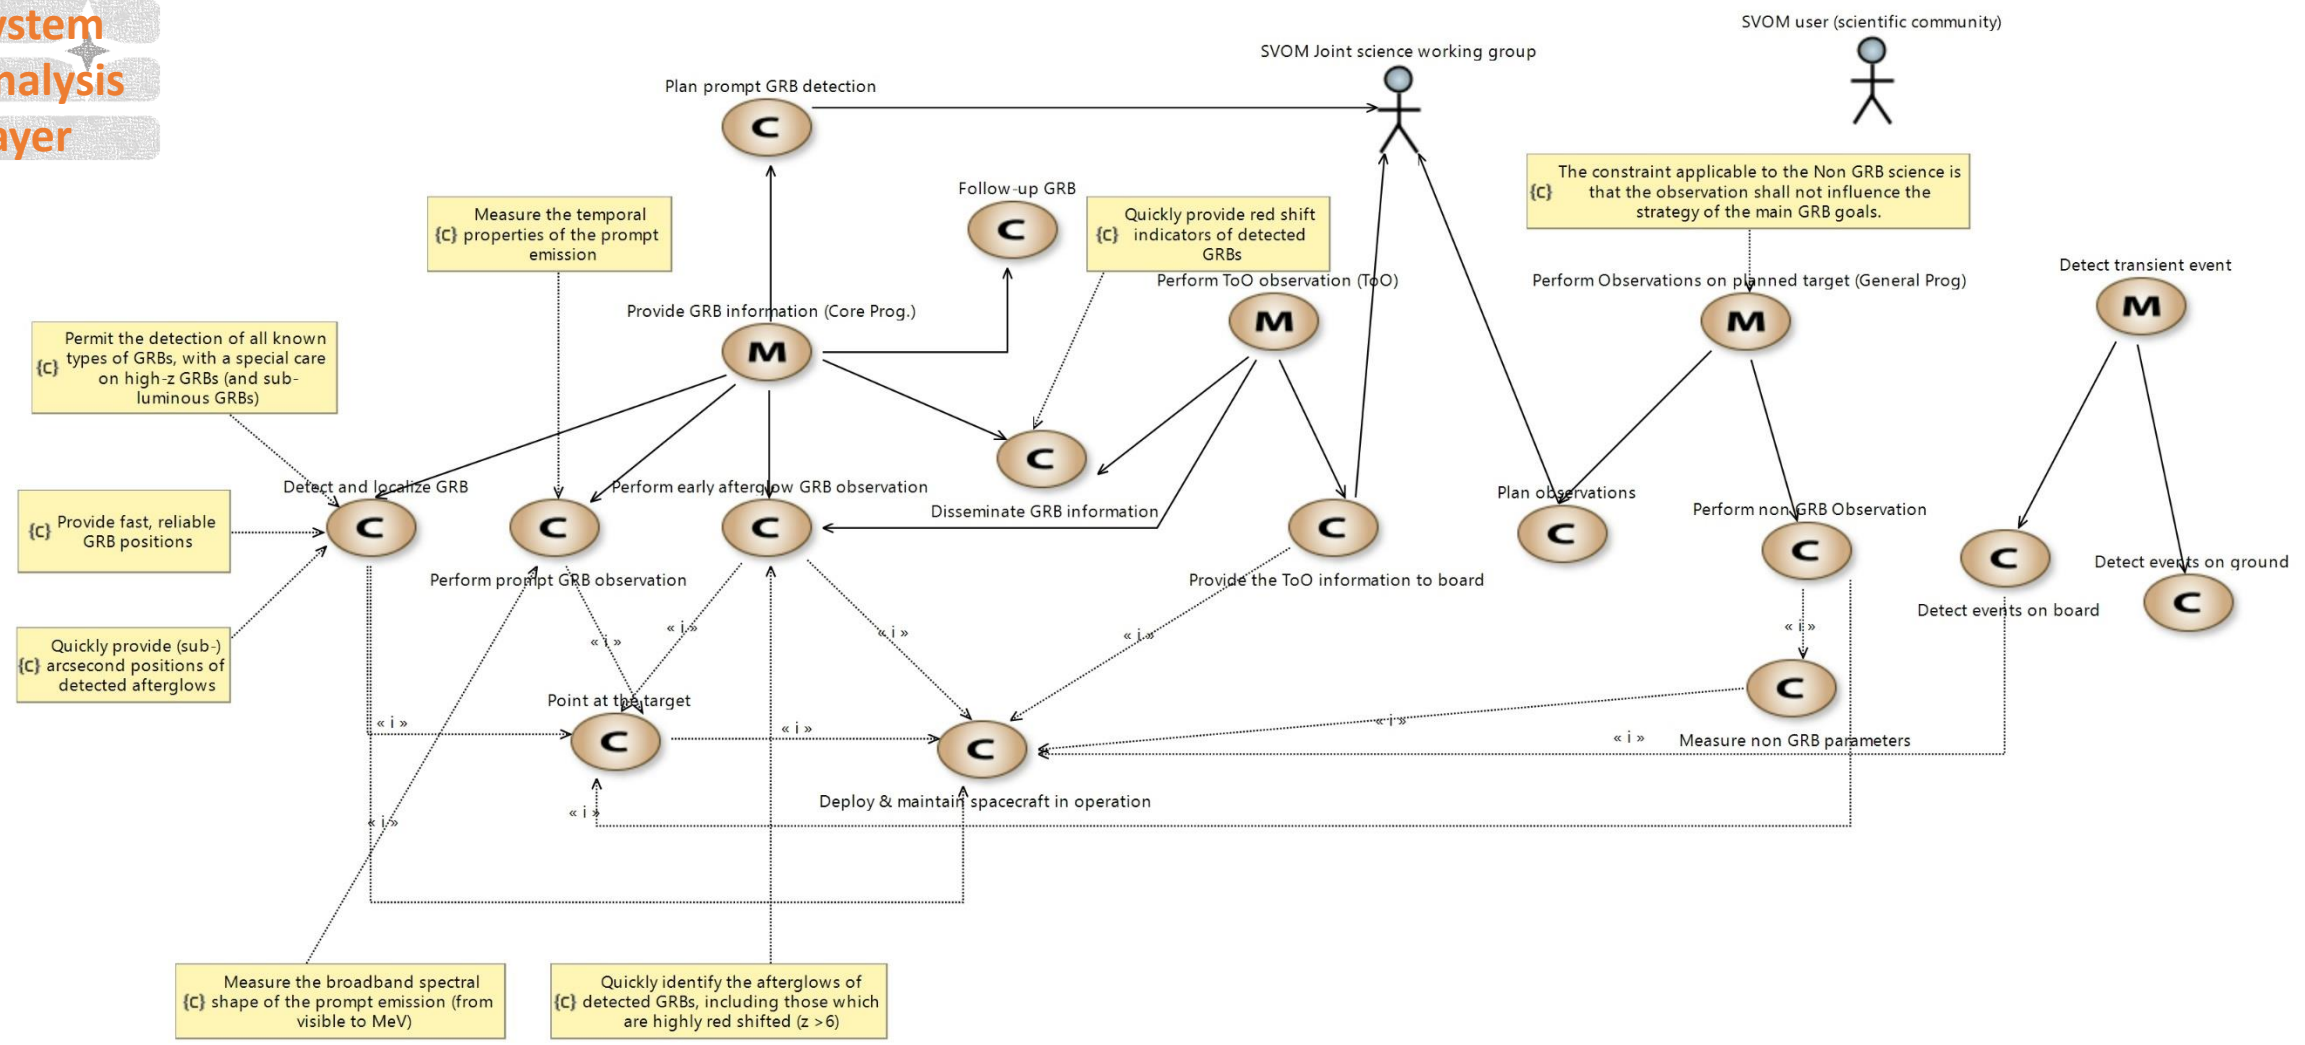 ystem
nalysis
ayer
SVOM user (scientific community)
SVOM Joint science working group
Plan prompt GRB detection
C
The constraint applicable to the Non GRB science is
{c} that the observation shall not influence the
strategy of the main GRB goals.
Follow-up GRB
C
Measure the temporal
{c} properties of the prompt
emission
Quickly provide red shift
{c} indicators of detected
GRBs
Detect transient event
M
Perform ToO observation (ToO)
M
Perform Observations on planned target (General Prog)
M
Provide GRB information (Core Prog.)
M
Permit the detection of all known
{c} types of GRBs, with a special care
on high-z GRBs (and sub-
luminous GRBs)
C
Detect and localize GRB
C
C
Perform early afterglow GRB observation
C
Disseminate GRB information
C
Plan observations
C
Perform non GRB Observation
C
C
Detect events on ground
C
{c} Provide fast, reliable
GRB positions
Perform prompt GRB observation
Provide the ToO information to board
Detect events on board
Quickly provide (sub-)
{c} arcsecond positions of
detected afterglows
« i »
« i »
« i »
« i »
« i »
C
Point at the target
C
« i »
« i »
C
« i »
« i »
Measure non GRB parameters
Deploy & maintain spacecraft in operation
« i »
« i »
Measure the broadband spectral
{c} shape of the prompt emission (from
visible to MeV)
Quickly identify the afterglows of
{c} detected GRBs, including those which
are highly red shifted (z >6)